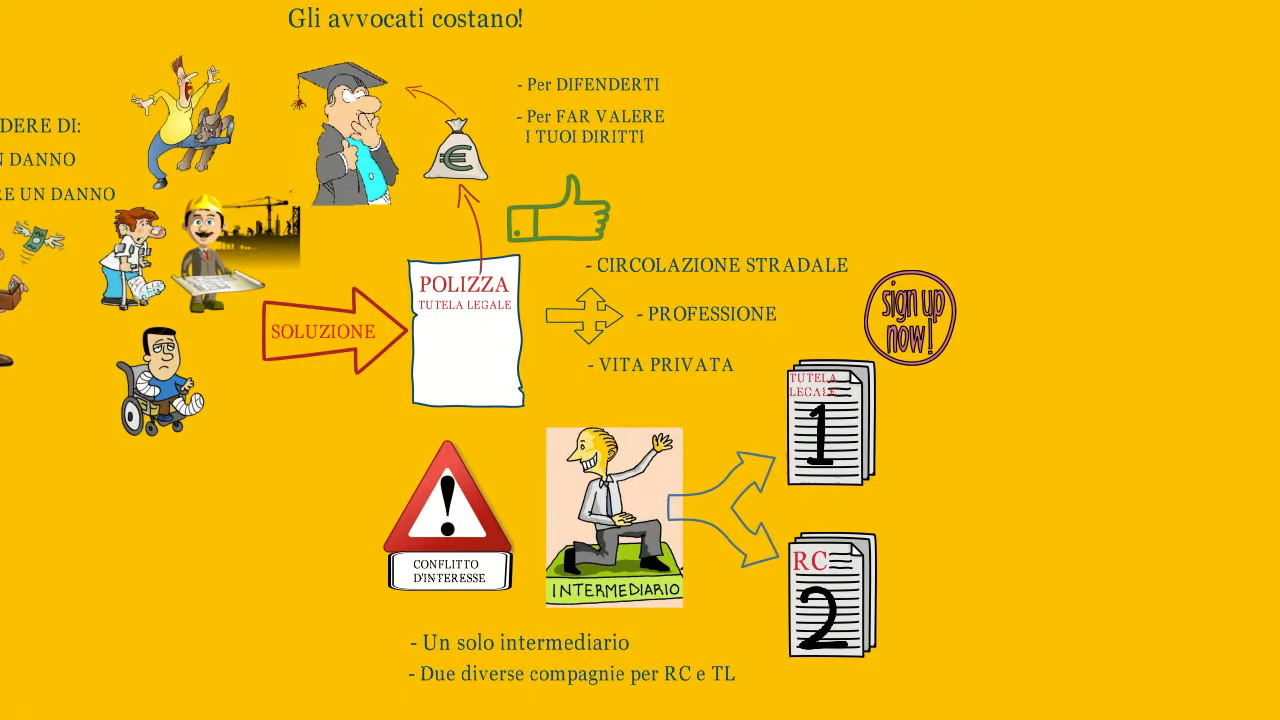 Gli avvocati costano!
- Per DIFENDERTI
- Per FAR VALERE
I TUOI DIRITTI
DERE DI:
N DANNO
RE UN DANNO
€
SOLUZIONE
POLIZZA
TUTELA LEGALE
- CIRCOLAZIONE STRADALE
- PROFESSIONE
- VITA PRIVATA
sign up
now!
TUTELA
LEGALE
1
CONFLITTO
D'INTERESSE
!
INTERMEDIARIO
RC
2
- Un solo intermediario
- Due diverse compagnie per RC e TL